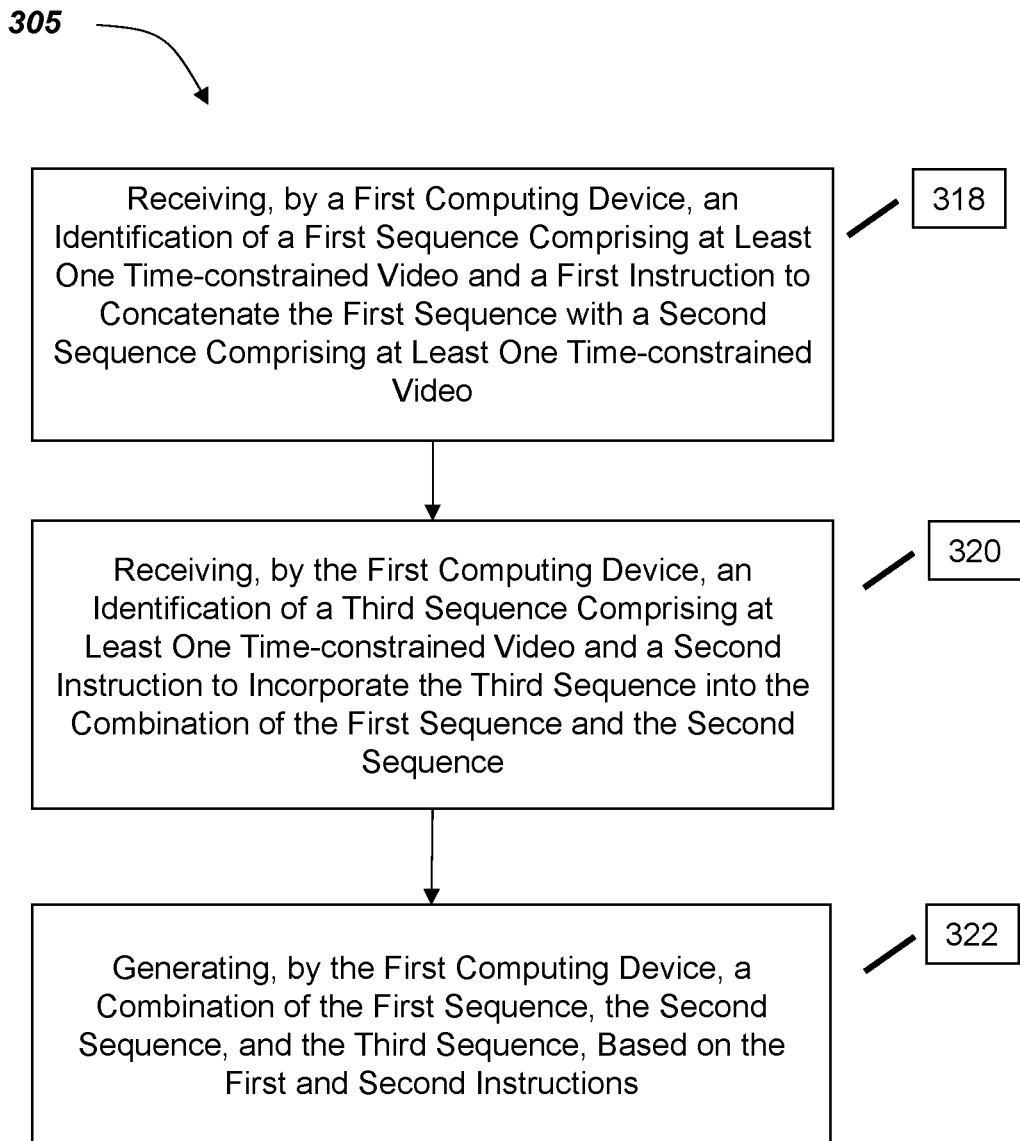 305
Receiving, by a First Computing Device, an
Identification of a First Sequence Comprising at Least
One Time-constrained Video and a First Instruction to
Concatenate the First Sequence with a Second
Sequence Comprising at Least One Time-constrained
Video
318
Receiving, by the First Computing Device, an
Identification of a Third Sequence Comprising at
Least One Time-constrained Video and a Second
Instruction to Incorporate the Third Sequence into the
Combination of the First Sequence and the Second
Sequence
320
Generating, by the First Computing Device, a
Combination of the First Sequence, the Second
Sequence, and the Third Sequence, Based on the
First and Second Instructions
322